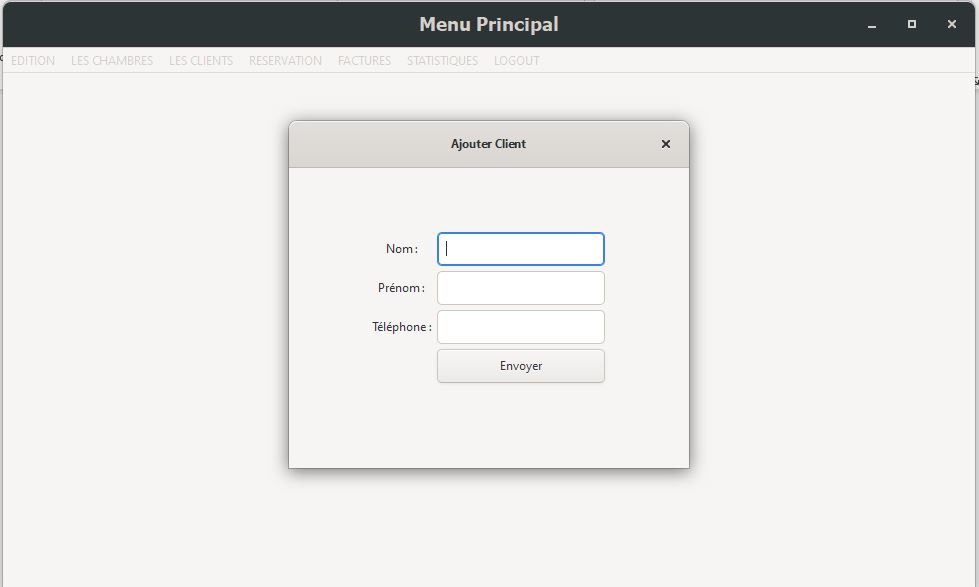 Menu Principal
EDITION LES CHAMBRES LES CLIENTS RESERVATION FACTURES STATISTIQUES LOGOUT
Ajouter Client
Nom :
Prénom :
Téléphone :
Envoyer